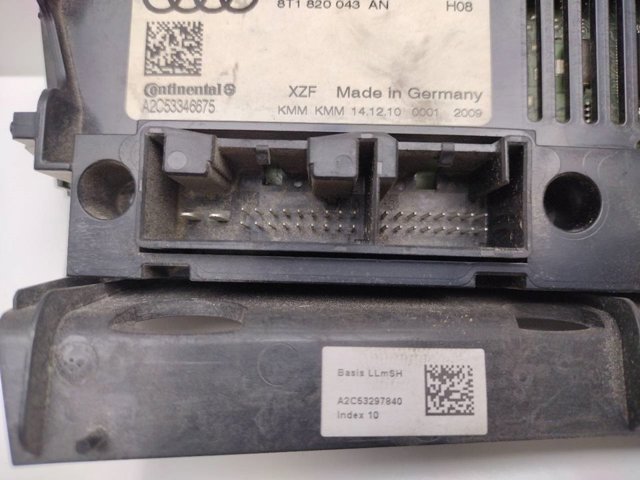 8T1 820 043 AN
H08
Continental
A2C53346675
XZF Made in Germany
KMM KMM 14.12.10 0001 2009
Basis LLmSH
A2C53297840
Index 10